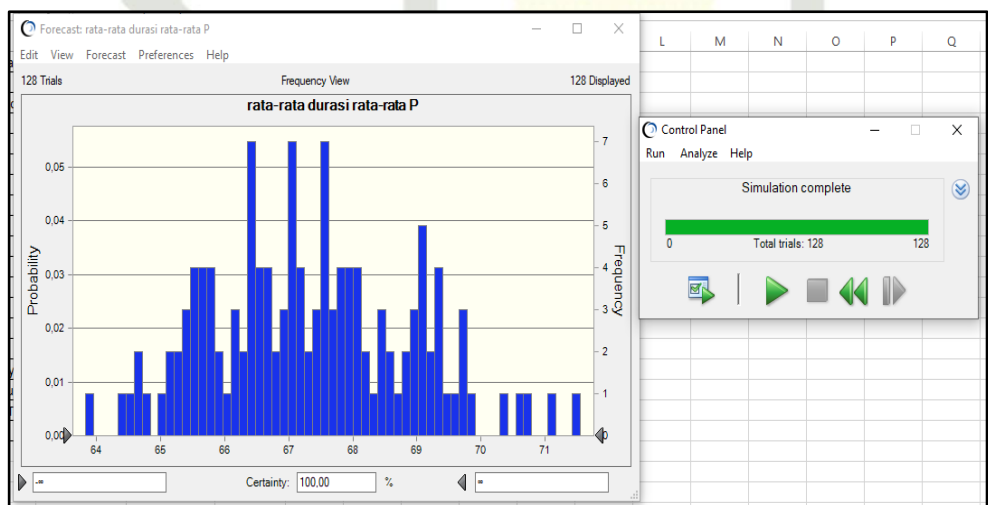 Forecast: rata-rata durasi rata-rata P
Edit View Forecast Preferences Help
128 Trials Frequency View 128 Displayed
rata-rata durasi rata-rata P
Probability
0,05
0,04
0,03
0,02
0,01
0,00
7
6
5
4
3
2
1
0
Frequency
64 65 66 67 68 69 70 71
-∞ Certainty: 100,00 % ∞
L M N O P Q
Control Panel
Run Analyze Help
Simulation complete
0 Total trials: 128 128